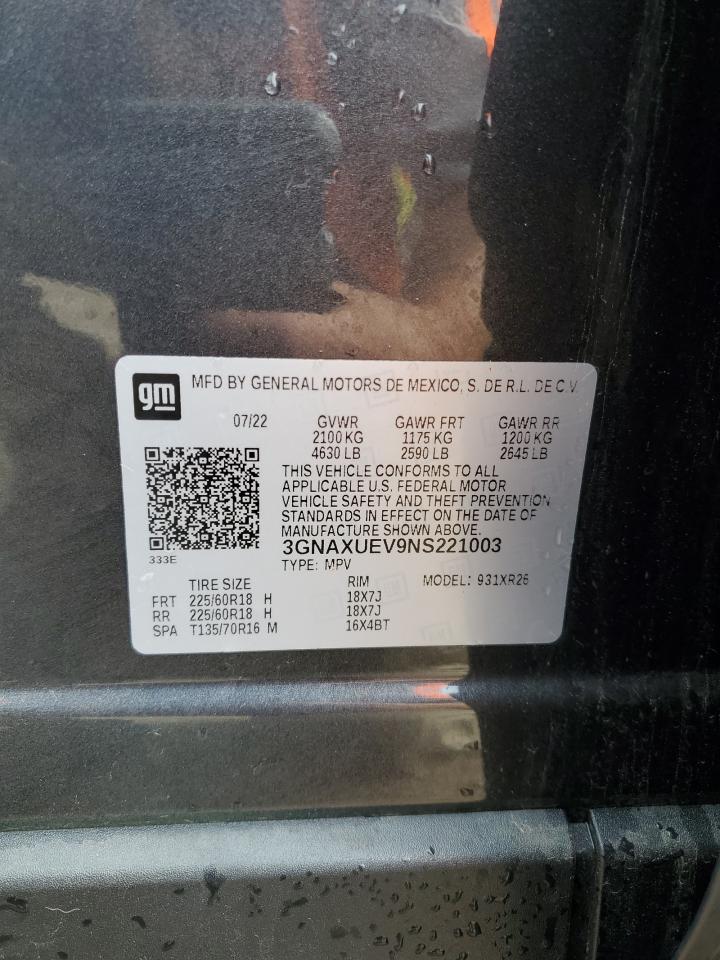 gm
MFD BY GENERAL MOTORS DE MEXICO, S. DE R.L. DE C.V.
07/22 GVWR GAWR FRT GAWR RR
2100 KG 1175 KG 1200 KG
4630 LB 2590 LB 2645 LB
THIS VEHICLE CONFORMS TO ALL
APPLICABLE U.S. FEDERAL MOTOR
VEHICLE SAFETY AND THEFT PREVENTION
STANDARDS IN EFFECT ON THE DATE OF
MANUFACTURE SHOWN ABOVE.
3GNAXUEV9NS221003
333E
TYPE: MPV
TIRE SIZE RIM MODEL: 931XR26
FRT 225/60R18 H 18X7J
RR 225/60R18 H 18X7J
SPA T135/70R16 M 16X4BT